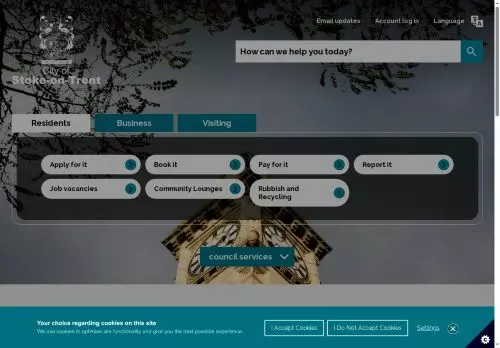 Email updates Account log in Language
City of
Stoke-on-Trent
How can we help you today?
Residents Business Visiting
Apply for it Book it Pay for it Report it
Job vacancies Community Lounges Rubbish and
Recycling
council services
Your choice regarding cookies on this site
We use cookies to optimise site functionality and give you the best possible experience.
I Accept Cookies I Do Not Accept Cookies Settings